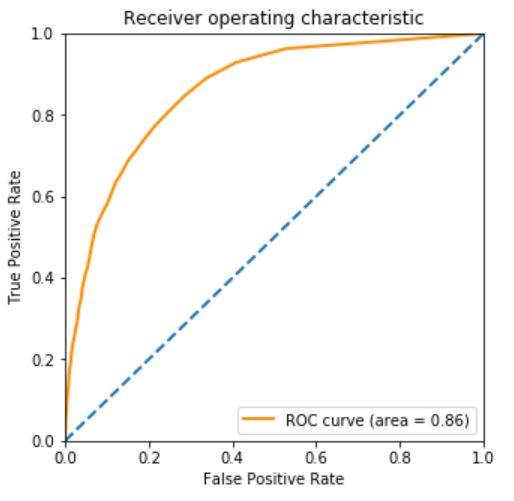 Receiver operating characteristic
1.0
0.8
0.6
0.4
0.2
0.0
True Positive Rate
ROC curve (area = 0.86)
0.0 0.2 0.4 0.6 0.8 1.0
False Positive Rate